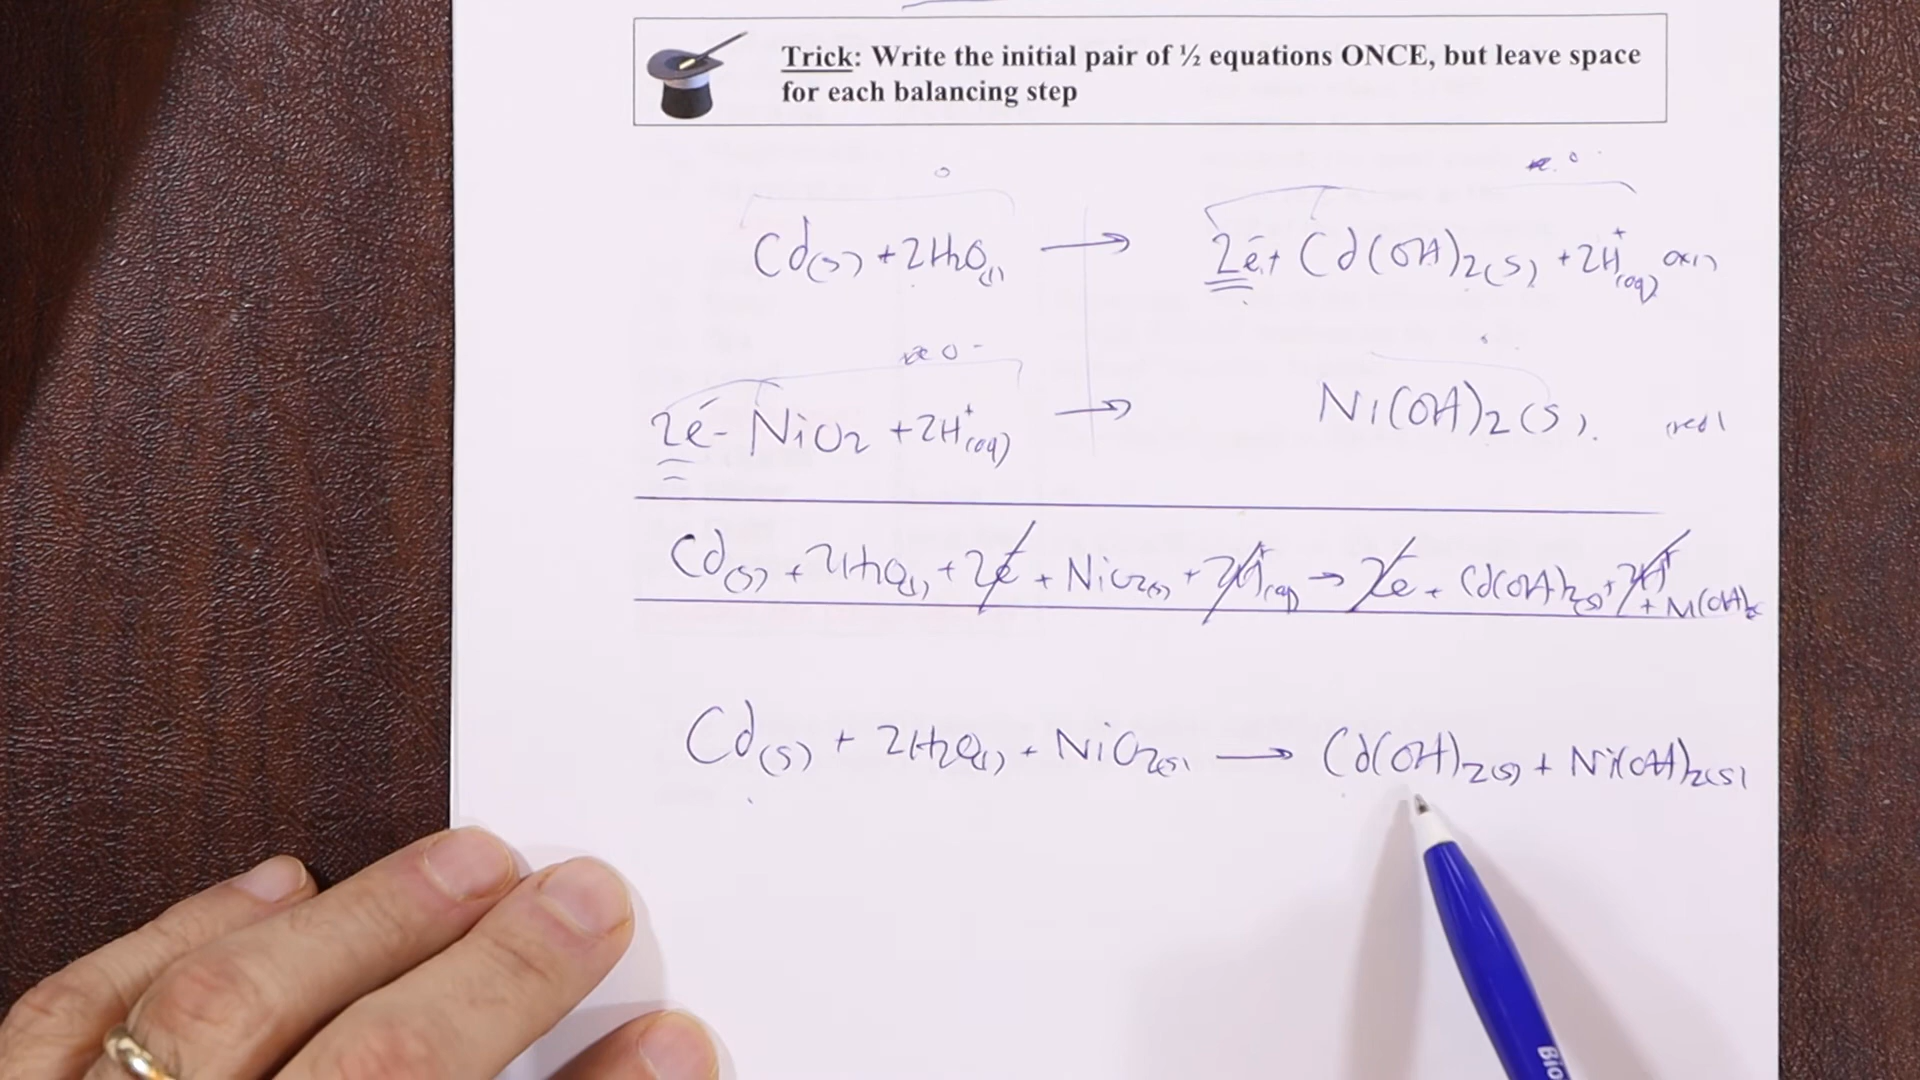 Trick: Write the initial pair of ½ equations ONCE, but leave space
for each balancing step
Cd(s) + 2H₂O(l) → 2e⁻ + Cd(OH)₂(s) + 2H⁺(aq)
2e⁻ NiO₂ + 2H⁺(aq) → Ni(OH)₂(s)
Cd(s) + 2H₂O(l) + 2e + NiO₂(s) + 2H⁺(aq) → 2e + Cd(OH)₂(s) + 2H⁺ + Ni(OH)₂
Cd(s) + 2H₂O(l) + NiO₂(s) → Cd(OH)₂(s) + Ni(OH)₂(s)
Bio